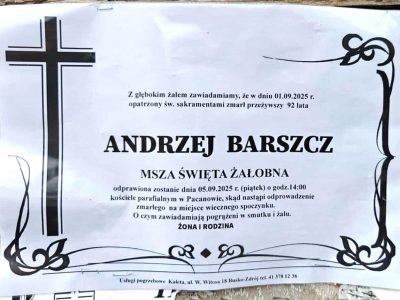 Z głębokim żalem zawiadamiamy, że w dniu 01.09.2025 r.
opatrzony św. sakramentami zmarł przeżywszy 92 lata
ANDRZEJ BARSZCZ
MSZA ŚWIĘTA ŻAŁOBNA
odprawiona zostanie dnia 05.09.2025 r. (piątek) o godz.14:00
kościele parafialnym w Pacanowie, skąd nastąpi odprowadzenie
zmarłego na miejsce wiecznego spoczynku.
O czym zawiadamiają pogrążeni w smutku i żalu.
ŻONA I RODZINA
Usługi pogrzebowe Kaleta, ul. W. Witosa 18 Busko-Zdrój tel. 41 378 12 36